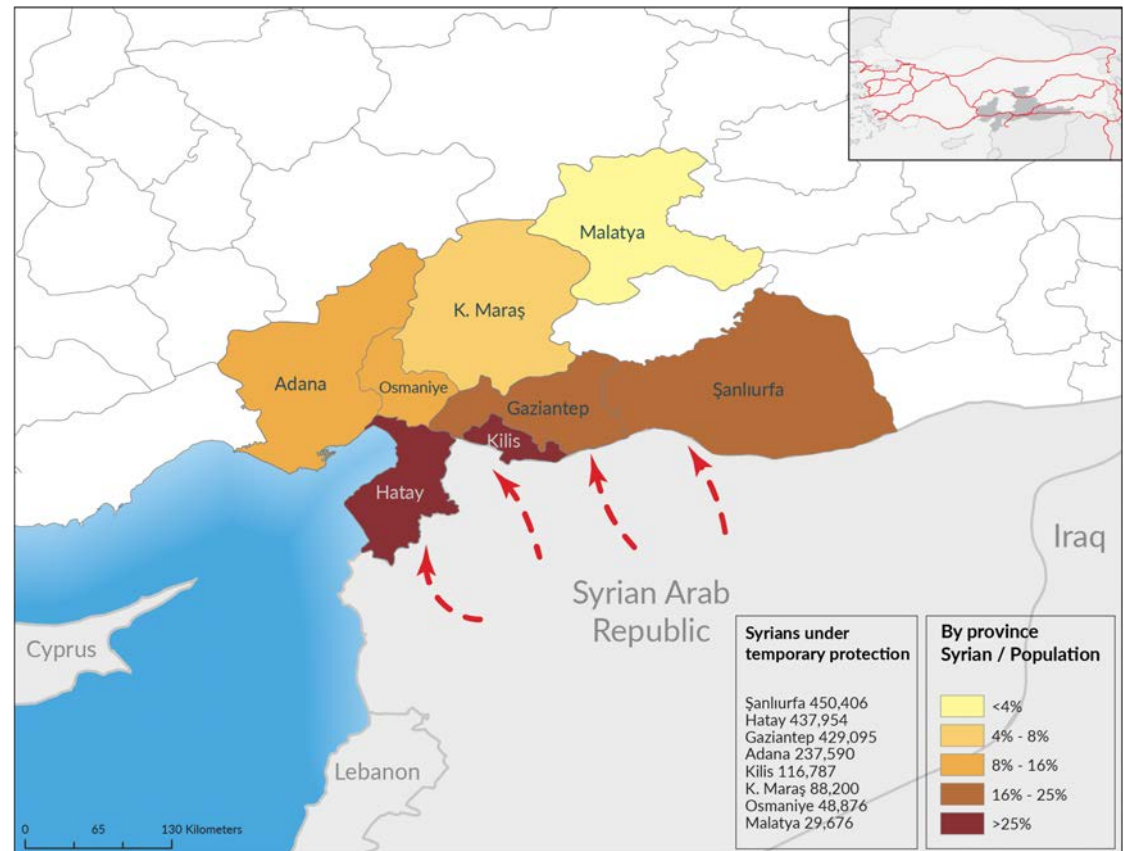 Malatya
K. Maraş
Adana
Osmaniye
Gaziantep
Şanlıurfa
Kilis
Hatay
Iraq
Syrian Arab
Republic
Cyprus
Lebanon
0 65 130 Kilometers
Syrians under
temporary protection
Şanlıurfa 450,406
Hatay 437,954
Gaziantep 429,095
Adana 237,590
Kilis 116,787
K. Maraş 88,200
Osmaniye 48,876
Malatya 29,676
By province
Syrian / Population
<4%
4% - 8%
8% - 16%
16% - 25%
>25%